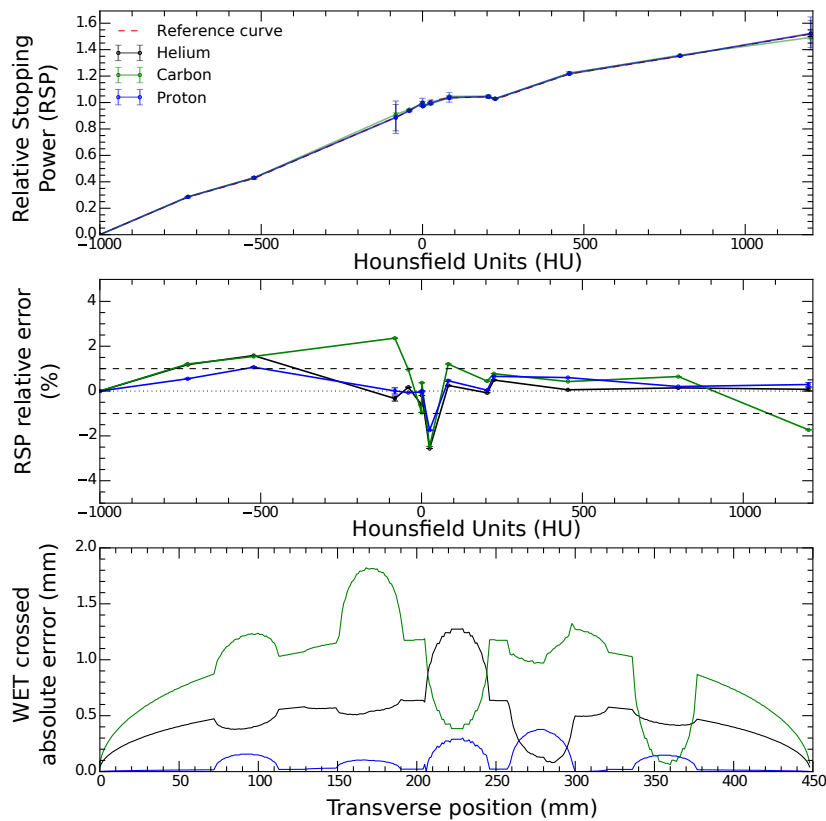 Relative Stopping
Power (RSP)
1.6
1.4
1.2
1.0
0.8
0.6
0.4
0.2
0.0
Reference curve
Helium
Carbon
Proton
−1000 −500 0 500 1000
Hounsfield Units (HU)
RSP relative error
(%)
4
2
0
−2
−4
−1000 −500 0 500 1000
Hounsfield Units (HU)
WET crossed
absolute errror (mm)
2.0
1.5
1.0
0.5
0.0
0 50 100 150 200 250 300 350 400 450
Transverse position (mm)